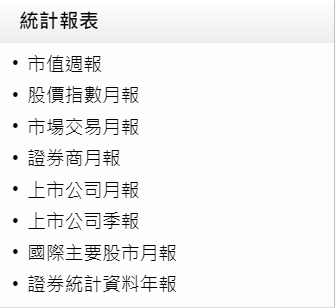 統計報表
• 市值週報
• 股價指數月報
• 市場交易月報
• 證券商月報
• 上市公司月報
• 上市公司季報
• 國際主要股市月報
• 證券統計資料年報